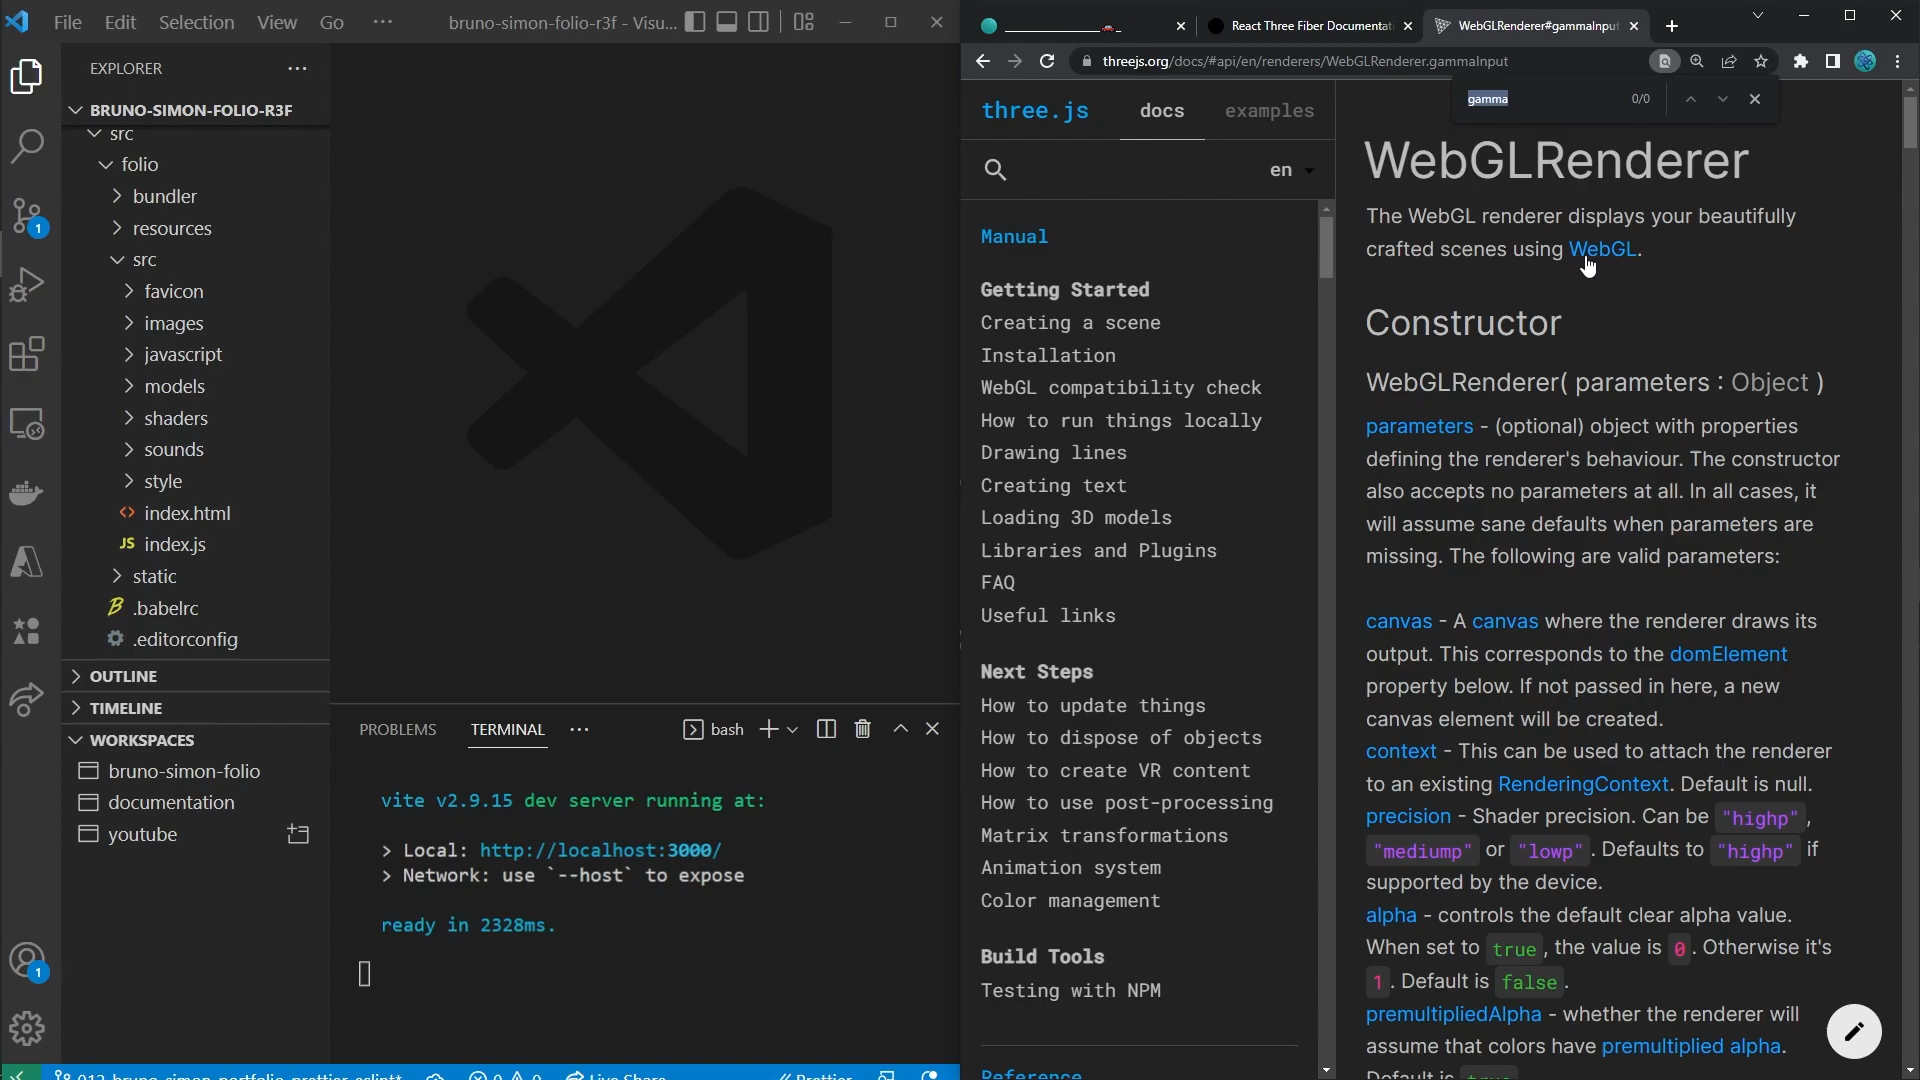 File Edit Selection View Go ··· bruno-simon-folio-r3f - Visu...
EXPLORER
BRUNO-SIMON-FOLIO-R3F
src
folio
bundler
resources
src
favicon
images
javascript
models
shaders
sounds
style
index.html
JS index.js
static
.babelrc
.editorconfig
OUTLINE
TIMELINE
WORKSPACES
bruno-simon-folio
documentation
youtube
1
1
PROBLEMS TERMINAL ··· bash
vite v2.9.15 dev server running at:
> Local: http://localhost:3000/
> Network: use `--host` to expose
ready in 2328ms.
0 0 Live Share Prettier
React Three Fiber Documentati
WebGLRenderer#gammaInput
threejs.org/docs/#api/en/renderers/WebGLRenderer.gammaInput
gamma 0/0
three.js docs examples
en
Manual
Getting Started
Creating a scene
Installation
WebGL compatibility check
How to run things locally
Drawing lines
Creating text
Loading 3D models
Libraries and Plugins
FAQ
Useful links
Next Steps
How to update things
How to dispose of objects
How to create VR content
How to use post-processing
Matrix transformations
Animation system
Color management
Build Tools
Testing with NPM
Reference
WebGLRenderer
The WebGL renderer displays your beautifully
crafted scenes using WebGL.
Constructor
WebGLRenderer( parameters : Object )
parameters - (optional) object with properties
defining the renderer's behaviour. The constructor
also accepts no parameters at all. In all cases, it
will assume sane defaults when parameters are
missing. The following are valid parameters:
canvas - A canvas where the renderer draws its
output. This corresponds to the domElement
property below. If not passed in here, a new
canvas element will be created.
context - This can be used to attach the renderer
to an existing RenderingContext. Default is null.
precision - Shader precision. Can be "highp",
"mediump" or "lowp". Defaults to "highp" if
supported by the device.
alpha - controls the default clear alpha value.
When set to true, the value is 0. Otherwise it's
1. Default is false.
premultipliedAlpha - whether the renderer will
assume that colors have premultiplied alpha.
Default is true